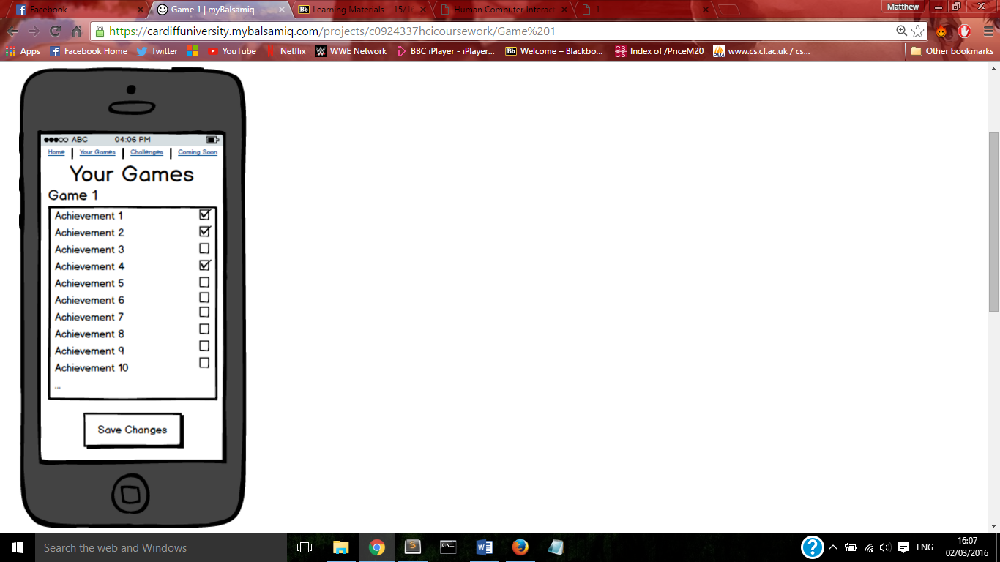 Facebook
Game 1 | myBalsamiq
Learning Materials – 15/1
Human Computer Interact
1
Matthew
https://cardiffuniversity.mybalsamiq.com/projects/c0924337hcicoursework/Game%201
Apps Facebook Home Twitter YouTube Netflix WWE Network BBC iPlayer - iPlayer... Bb Welcome – Blackbo... Index of /PriceM20 www.cs.cf.ac.uk / cs... Other bookmarks
ABC 04:06 PM
Home Your Games Challenges Coming Soon
Your Games
Game 1
Achievement 1
Achievement 2
Achievement 3
Achievement 4
Achievement 5
Achievement 6
Achievement 7
Achievement 8
Achievement 9
Achievement 10
...
Save Changes
Search the web and Windows
ENG
16:07
02/03/2016